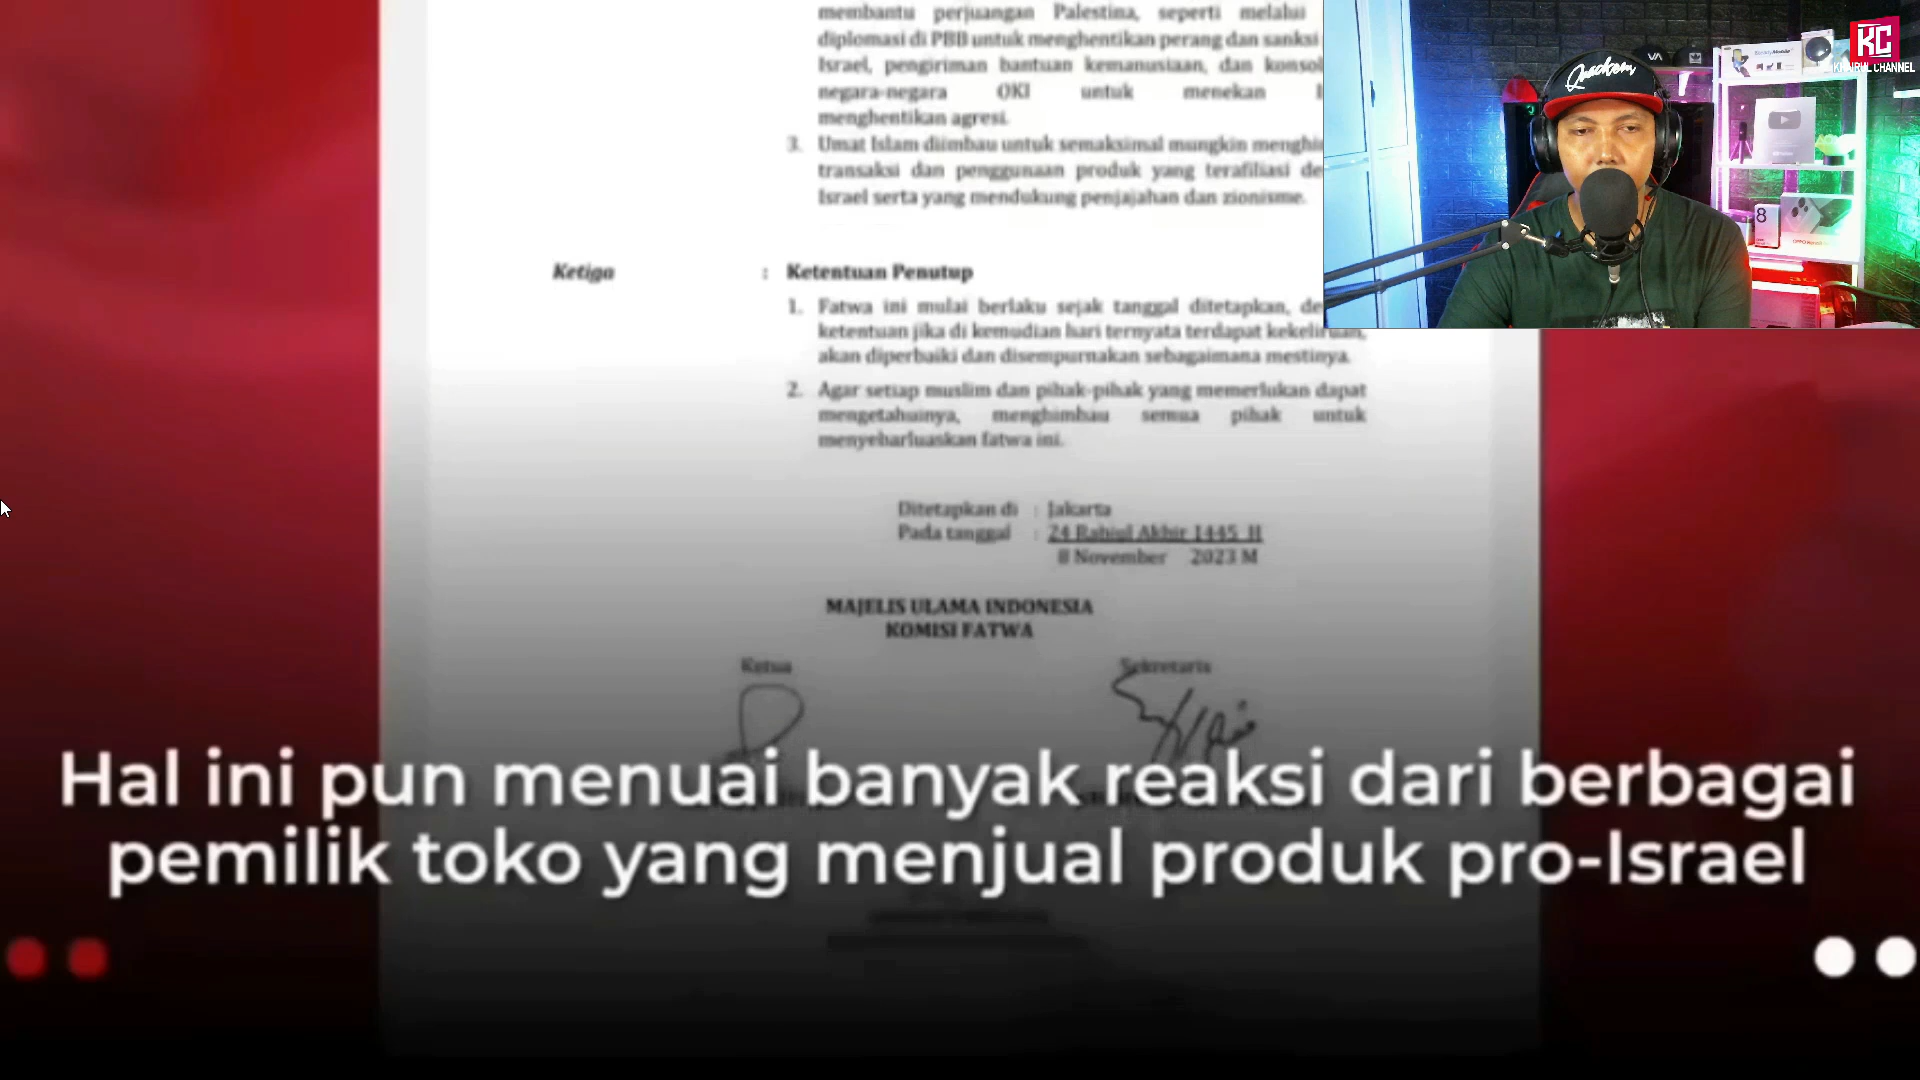 membantu perjuangan Palestina, seperti melalui
diplomasi di PBB untuk menghentikan perang dan sanksi
Israel, pengiriman bantuan kemanusiaan, dan konsol
negara-negara OKI untuk menekan I
menghentikan agresi.
3. Umat Islam diimbau untuk semaksimal mungkin menghi
transaksi dan penggunaan produk yang terafiliasi de
Israel serta yang mendukung penjajahan dan zionisme.
Ketiga : Ketentuan Penutup
1. Fatwa ini mulai berlaku sejak tanggal ditetapkan, de
ketentuan jika di kemudian hari ternyata terdapat kekeliruan,
akan diperbaiki dan disempurnakan sebagaimana mestinya.
2. Agar setiap muslim dan pihak-pihak yang memerlukan dapat
mengetahuinya, menghimbau semua pihak untuk
menyebarluaskan fatwa ini.
Ditetapkan di : Jakarta
Pada tanggal : 24 Rabiul Akhir 1445 H
8 November 2023 M
MAJELIS ULAMA INDONESIA
KOMISI FATWA
Ketua Sekretaris
Hal ini pun menuai banyak reaksi dari berbagai
pemilik toko yang menjual produk pro-Israel
KC
KHAIRUL CHANNEL
VA
8